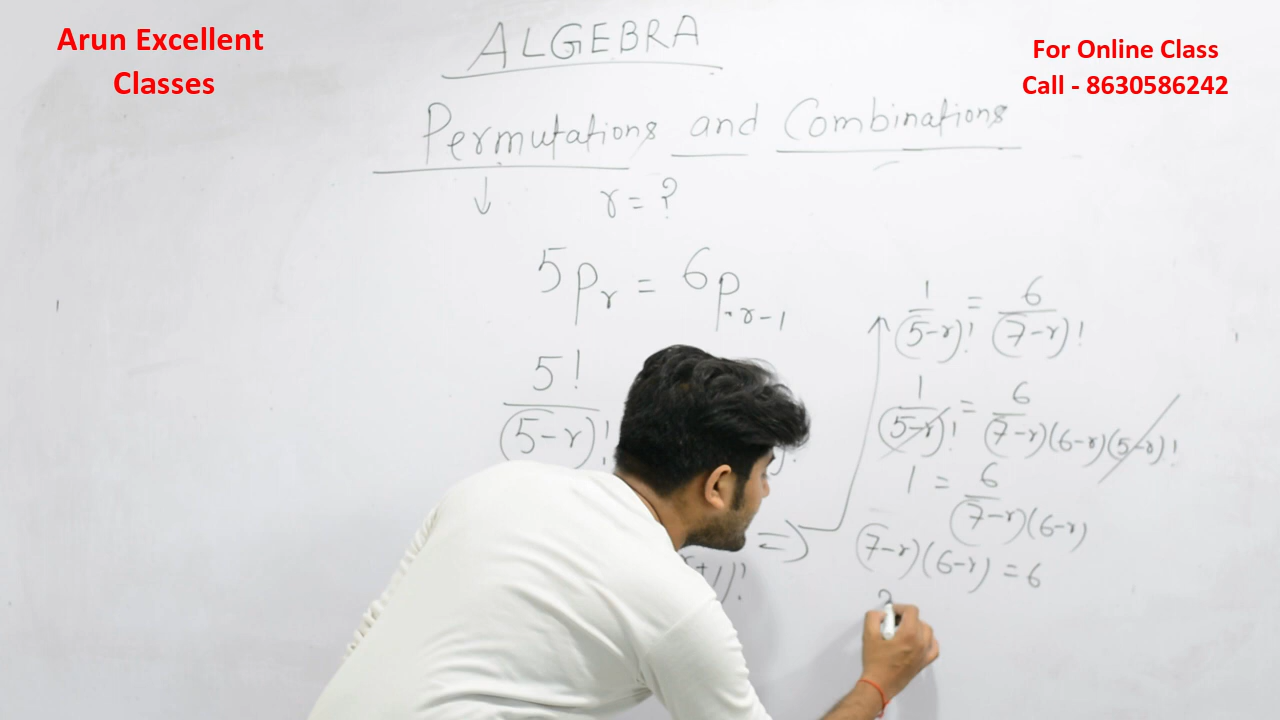 Arun Excellent
Classes
For Online Class
Call - 8630586242
ALGEBRA
Permutations and Combinations
↓ r = ?
5Pr = 6Pr-1
5!
(5-r)!
+1)!
=>
1/(5-r)! = 6/(7-r)!
1/(5-r)! = 6/(7-r)(6-r)(5-r)!
1 = 6/(7-r)(6-r)
(7-r)(6-r) = 6